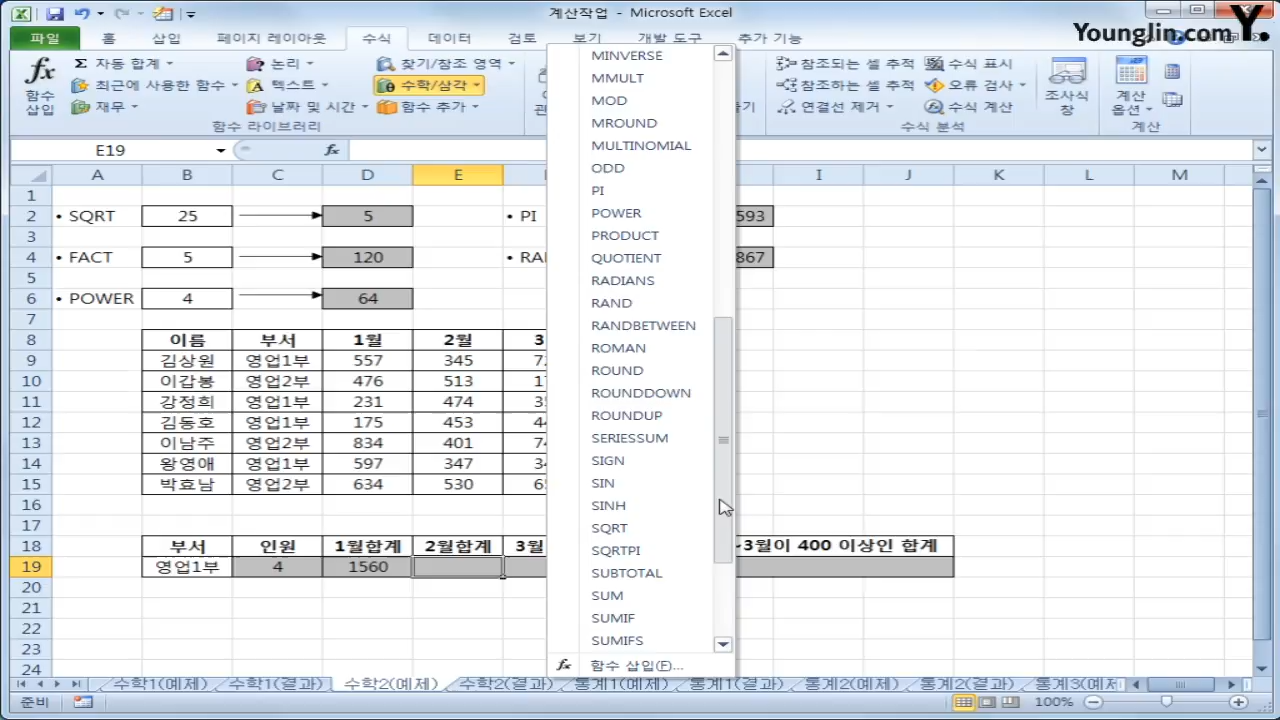 계산작업 - Microsoft Excel
YoungJin.com Y.
파일 홈 삽입 페이지 레이아웃 수식 데이터 검토 보기 개발 도구 추가 기능
fx 함수 삽입
Σ 자동 합계
최근에 사용한 함수
재무
논리
텍스트
날짜 및 시간
찾기/참조 영역
수학/삼각
함수 추가
함수 라이브러리
참조되는 셀 추적
참조하는 셀 추적
연결선 제거
수식 표시
오류 검사
수식 계산
수식 분석
조사식 창
계산 옵션
계산
E19 fx
A B C D E I J K L M
1
2 • SQRT 25 5 • PI 593
3
4 • FACT 5 120 867
5
6 • POWER 4 64
7
8 이름 부서 1월 2월
9 김상원 영업1부 557 345
10 이갑봉 영업2부 476 513
11 강정희 영업1부 231 474
12 김동호 영업1부 175 453
13 이남주 영업2부 834 401
14 왕영애 영업1부 597 347
15 박효남 영업2부 634 530
16
17
18 부서 인원 1월합계 2월합계 3월이 400 이상인 합계
19 영업1부 4 1560
20
21
22
23
24
MINVERSE
MMULT
MOD
MROUND
MULTINOMIAL
ODD
PI
POWER
PRODUCT
QUOTIENT
RADIANS
RAND
RANDBETWEEN
ROMAN
ROUND
ROUNDDOWN
ROUNDUP
SERIESSUM
SIGN
SIN
SINH
SQRT
SQRTPI
SUBTOTAL
SUM
SUMIF
SUMIFS
fx 함수 삽입(F)...
수학1(예제) 수학1(결과) 수학2(예제) 수학2(결과) 통계1(예제) 통계1(결과) 통계2(예제) 통계2(결과)
준비 100%